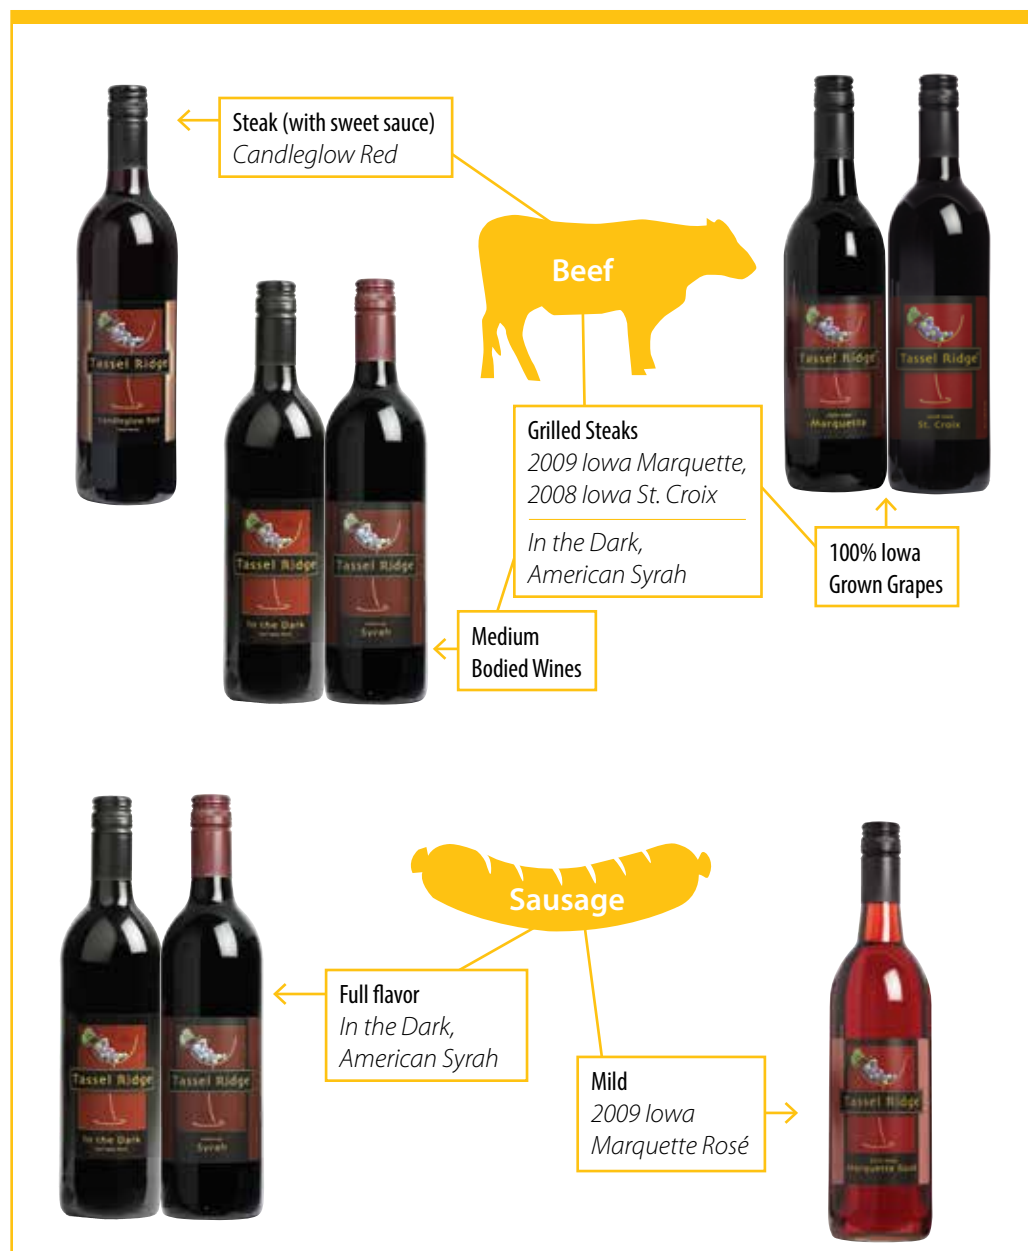 Steak (with sweet sauce)
Candleglow Red
Beef
Tassel Ridge
Candleglow Red
Tassel Ridge
Marquette
Tassel Ridge
St. Croix
Grilled Steaks
2009 Iowa Marquette,
2008 Iowa St. Croix
In the Dark,
American Syrah
100% Iowa
Grown Grapes
Tassel Ridge
In the Dark
Tassel Ridge
Syrah
Medium
Bodied Wines
Sausage
Full flavor
In the Dark,
American Syrah
Tassel Ridge
In the Dark
Tassel Ridge
Syrah
Mild
2009 Iowa
Marquette Rosé
Tassel Ridge
Marquette Rosé